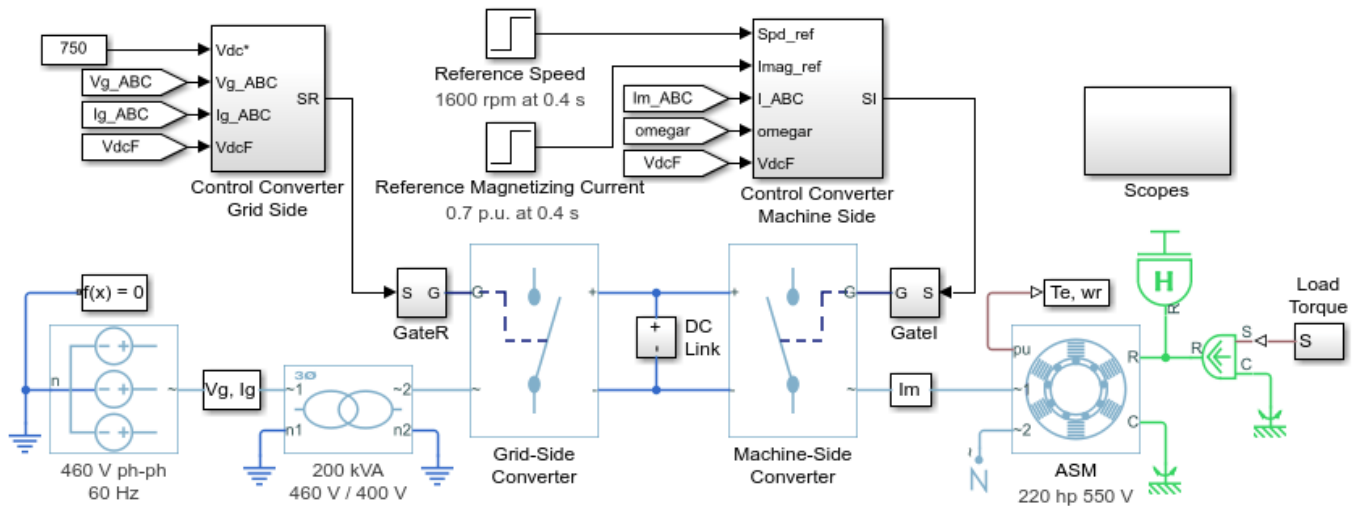 750
Vdc*
Vg_ABC
Vg_ABC
Ig_ABC
Ig_ABC
VdcF
VdcF
SR
Control Converter
Grid Side
Reference Speed
1600 rpm at 0.4 s
Reference Magnetizing Current
0.7 p.u. at 0.4 s
Spd_ref
Imag_ref
Im_ABC
I_ABC
SI
omegar
omegar
VdcF
VdcF
Control Converter
Machine Side
Scopes
f(x) = 0
S G
GateR
G
+
+
G
G S
GateI
Te, wr
H
R
Load
Torque
S
S
R
C
n
~
Vg, Ig
3Ø
~1
~2
n1
n2
~
-
+
-
DC
Link
-
~
Im
pu
~1
~2
R
C
~
N
460 V ph-ph
60 Hz
200 kVA
460 V / 400 V
Grid-Side
Converter
Machine-Side
Converter
ASM
220 hp 550 V